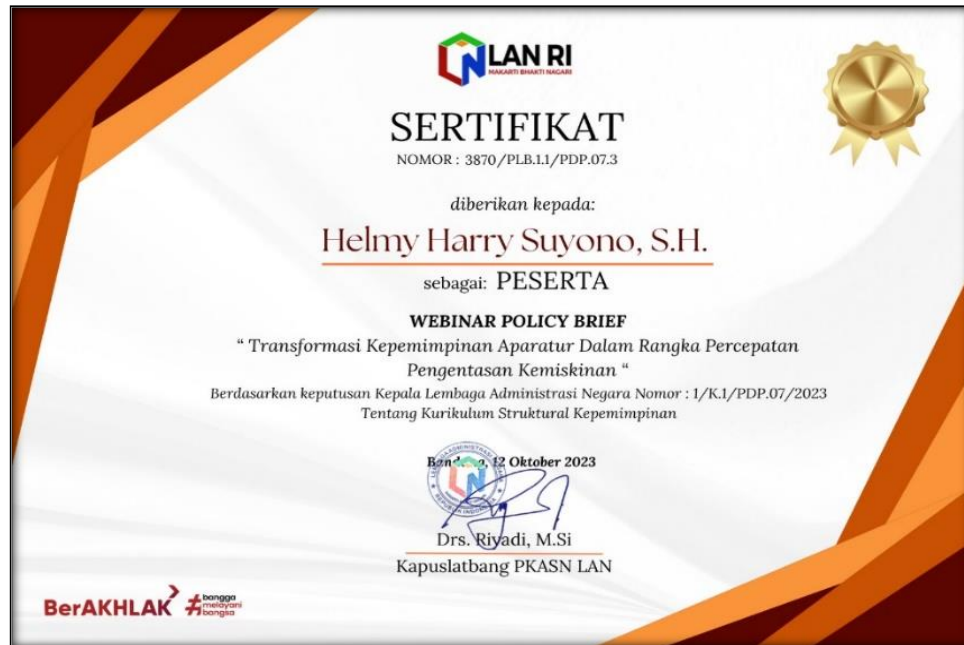 LAN RI
MAKARTI BHAKTI NAGARI
SERTIFIKAT
NOMOR : 3870/PLB.1.1/PDP.07.3
diberikan kepada:
Helmy Harry Suyono, S.H.
sebagai: PESERTA
WEBINAR POLICY BRIEF
“ Transformasi Kepemimpinan Aparatur Dalam Rangka Percepatan
Pengentasan Kemiskinan “
Berdasarkan keputusan Kepala Lembaga Administrasi Negara Nomor : 1/K.1/PDP.07/2023
Tentang Kurikulum Struktural Kepemimpinan
12 Oktober 2023
Drs. Riyadi, M.Si
Kapuslatbang PKASN LAN
BerAKHLAK
#bangga
melayani
bangsa